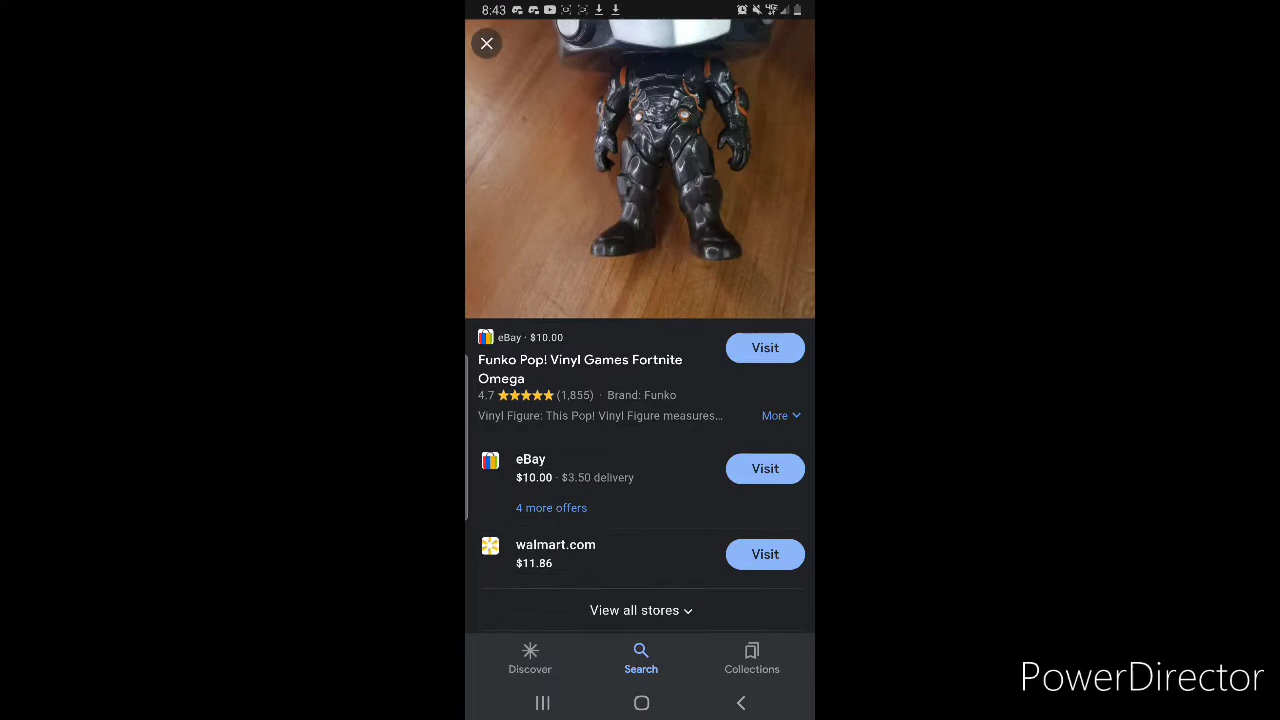 8:43
eBay · $10.00
Visit
Funko Pop! Vinyl Games Fortnite
Omega
4.7 ★★★★★ (1,855) · Brand: Funko
Vinyl Figure: This Pop! Vinyl Figure measures...
More
eBay
$10.00 · $3.50 delivery
Visit
4 more offers
walmart.com
$11.86
Visit
View all stores
Discover
Search
Collections
PowerDirector